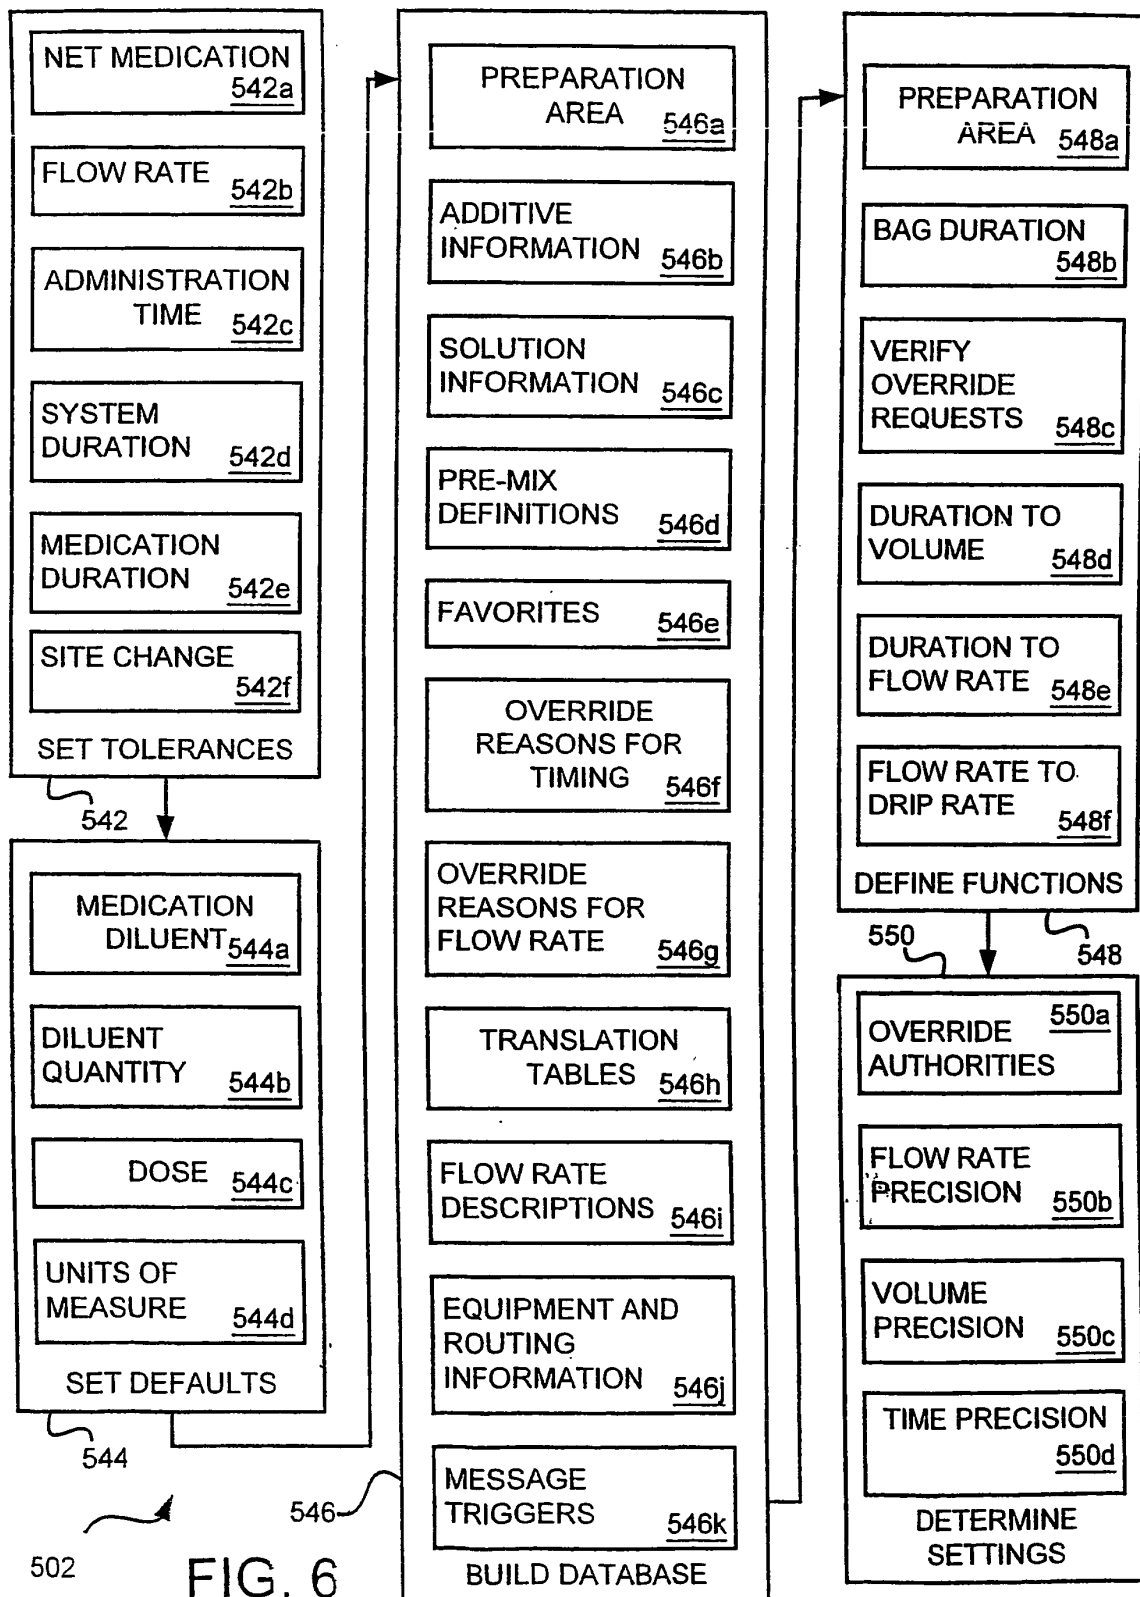 NET MEDICATION
542a
FLOW RATE
542b
ADMINISTRATION
TIME 542c
SYSTEM
DURATION 542d
MEDICATION
DURATION 542e
SITE CHANGE
542f
SET TOLERANCES
542
MEDICATION
DILUENT 544a
DILUENT
QUANTITY 544b
DOSE 544c
UNITS OF
MEASURE 544d
SET DEFAULTS
544
502
FIG. 6
PREPARATION
AREA 546a
ADDITIVE
INFORMATION 546b
SOLUTION
INFORMATION 546c
PRE-MIX
DEFINITIONS 546d
FAVORITES 546e
OVERRIDE
REASONS FOR
TIMING 546f
OVERRIDE
REASONS FOR
FLOW RATE 546g
TRANSLATION
TABLES 546h
FLOW RATE
DESCRIPTIONS 546i
EQUIPMENT AND
ROUTING
INFORMATION 546j
MESSAGE
TRIGGERS 546k
BUILD DATABASE
546
PREPARATION
AREA 548a
BAG DURATION
548b
VERIFY
OVERRIDE
REQUESTS 548c
DURATION TO
VOLUME 548d
DURATION TO
FLOW RATE 548e
FLOW RATE TO
DRIP RATE 548f
DEFINE FUNCTIONS
548
550
550a
OVERRIDE
AUTHORITIES
FLOW RATE
PRECISION 550b
VOLUME
PRECISION 550c
TIME PRECISION
550d
DETERMINE
SETTINGS